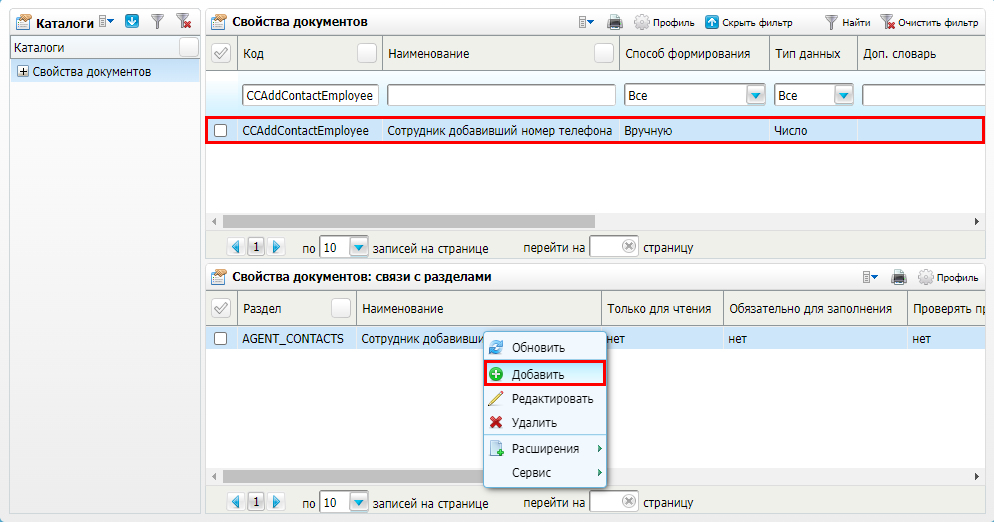 Каталоги
Каталоги
Свойства документов
Свойства документов
Профиль Скрыть фильтр Найти Очистить фильтр
Код Наименование Способ формирования Тип данных Доп. словарь
CCAddContactEmployee Все Все
CCAddContactEmployee Сотрудник добавивший номер телефона Вручную Число
1 по 10 записей на странице перейти на страницу
Свойства документов: связи с разделами
Профиль
Раздел Наименование Только для чтения Обязательно для заполнения Проверять пр
AGENT_CONTACTS Сотрудник добавивши нет нет нет
Обновить
Добавить
Редактировать
Удалить
Расширения
Сервис
1 по 10 записей на странице перейти на страницу